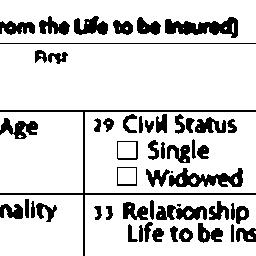 rom the Life to be Insured)
First
Age
29 Civil Status
Single
Widowed
nality
33 Relationship
Life to be Ins